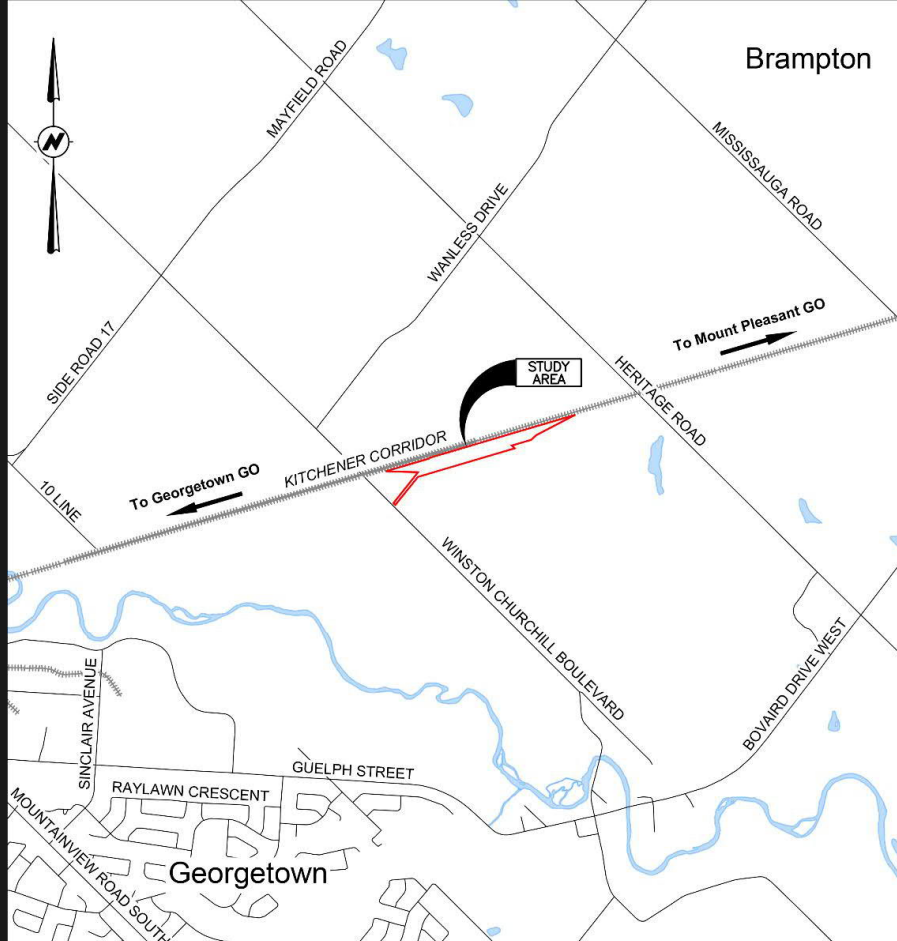 Brampton
MAYFIELD ROAD
MISSISSAUGA ROAD
N
WANLESS DRIVE
To Mount Pleasant GO
SIDE ROAD 17
STUDY
AREA
HERITAGE ROAD
KITCHENER CORRIDOR
To Georgetown GO
10 LINE
WINSTON CHURCHILL BOULEVARD
BOVAIRD DRIVE WEST
SINCLAIR AVENUE
GUELPH STREET
RAYLAWN CRESCENT
MOUNTAINVIEW ROAD SOUTH
Georgetown